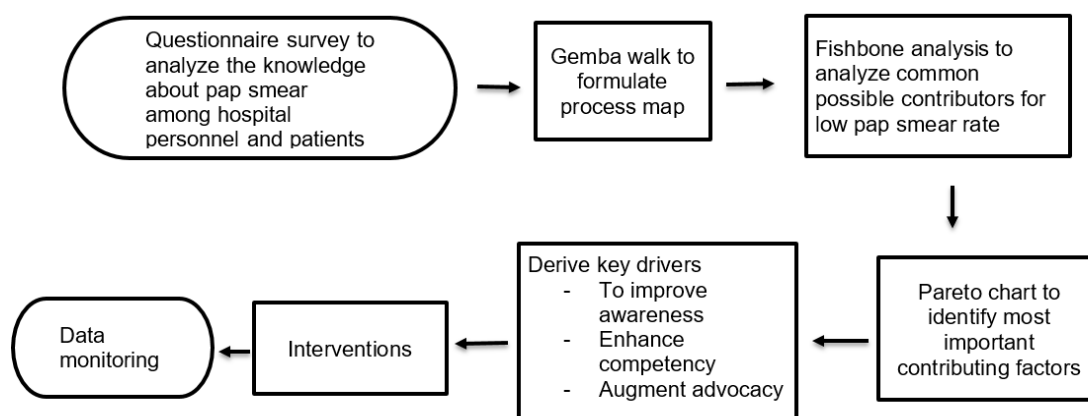 Questionnaire survey to
analyze the knowledge
about pap smear
among hospital
personnel and patients
Gemba walk to
formulate
process map
Fishbone analysis to
analyze common
possible contributors for
low pap smear rate
Pareto chart to
identify most
important
contributing factors
Derive key drivers
- To improve
awareness
- Enhance
competency
- Augment advocacy
Interventions
Data
monitoring